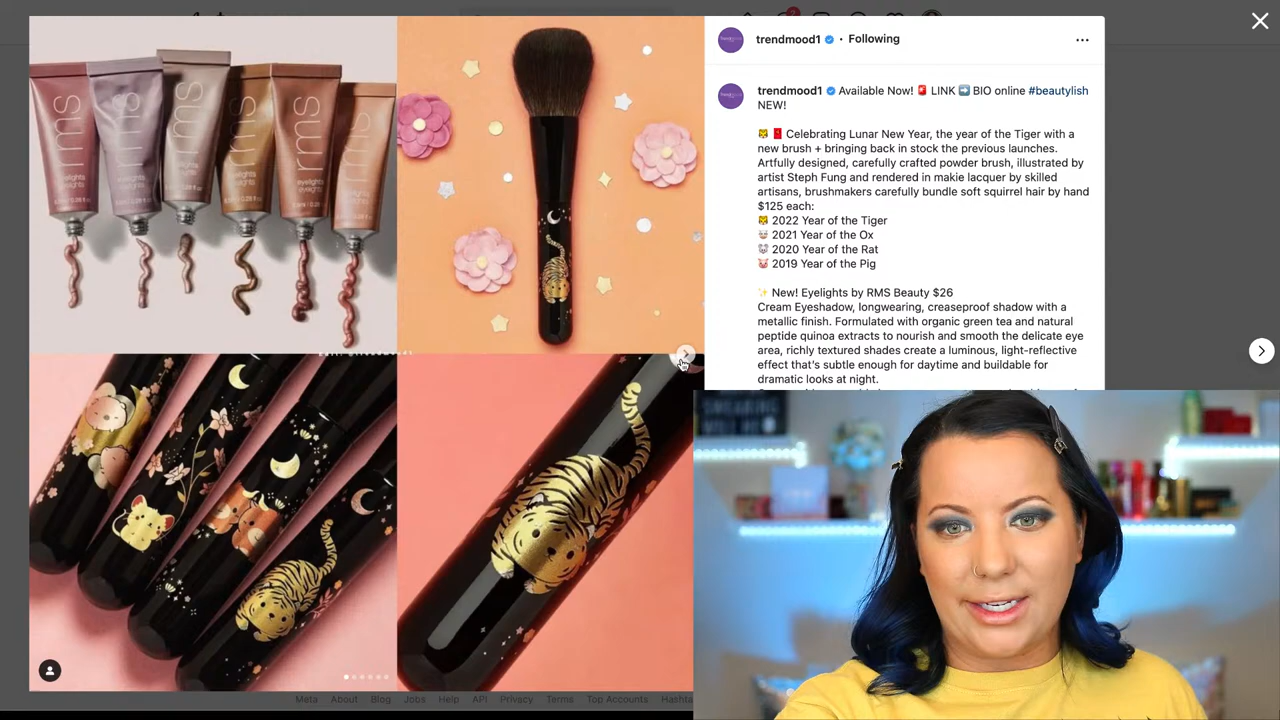 trendmood1 • Following
trendmood1 Available Now! 🧧 LINK ➡️ BIO online #beautylish
NEW!
🐯 🧧 Celebrating Lunar New Year, the year of the Tiger with a
new brush + bringing back in stock the previous launches.
Artfully designed, carefully crafted powder brush, illustrated by
artist Steph Fung and rendered in makie lacquer by skilled
artisans, brushmakers carefully bundle soft squirrel hair by hand
$125 each:
🐯 2022 Year of the Tiger
🐮 2021 Year of the Ox
🐭 2020 Year of the Rat
🐷 2019 Year of the Pig
✨ New! Eyelights by RMS Beauty $26
Cream Eyeshadow, longwearing, creaseproof shadow with a
metallic finish. Formulated with organic green tea and natural
peptide quinoa extracts to nourish and smooth the delicate eye
area, richly textured shades create a luminous, light-reflective
effect that's subtle enough for daytime and buildable for
dramatic looks at night.
rms
rms
rms
rms
rms
rms
Meta About Blog Jobs Help API Privacy Terms Top Accounts Hashta